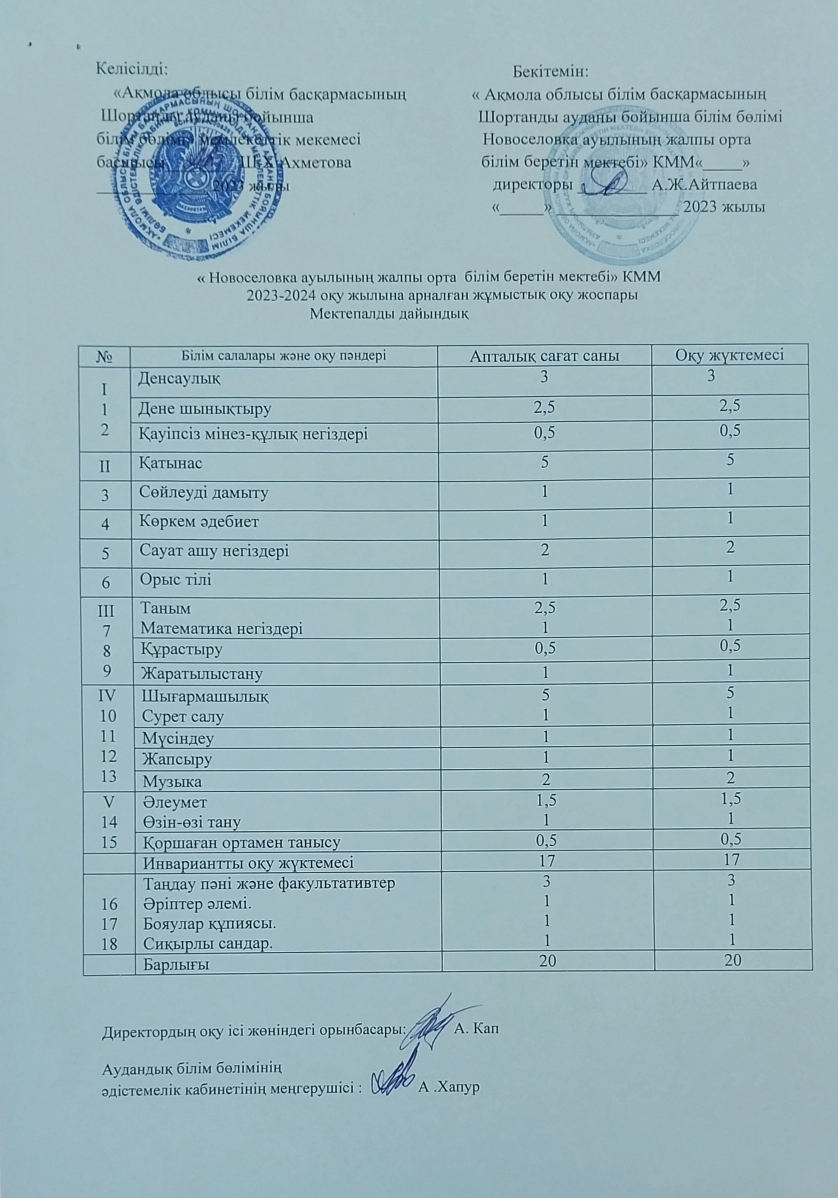 Келісілді:
«Ақмола облысы білім басқармасының
Шортанды ауданы бойынша
білім бөлімі» мемлекеттік мекемесі
басшысы Ш.Х.Ахметова
2023 жылы
Бекітемін:
« Ақмола облысы білім басқармасының
Шортанды ауданы бойынша білім бөлімі
Новоселовка ауылының жалпы орта
білім беретін мектебі» КММ«_____»
директоры _________ А.Ж.Айтпаева
«_____» _______________ 2023 жылы
« Новоселовка ауылының жалпы орта білім беретін мектебі» КММ
2023-2024 оқу жылына арналған жұмыстық оқу жоспары
Мектепалды дайындық
№ Білім салалары және оқу пәндері Апталық сағат саны Оқу жүктемесі
I Денсаулық 3 3
1 Дене шынықтыру 2,5 2,5
2 Қауіпсіз мінез-құлық негіздері 0,5 0,5
II Қатынас 5 5
3 Сөйлеуді дамыту 1 1
4 Көркем әдебиет 1 1
5 Сауат ашу негіздері 2 2
6 Орыс тілі 1 1
III Таным 2,5 2,5
7 Математика негіздері 1 1
8 Құрастыру 0,5 0,5
9 Жаратылыстану 1 1
IV Шығармашылық 5 5
10 Сурет салу 1 1
11 Мүсіндеу 1 1
12 Жапсыру 1 1
13 Музыка 2 2
V Әлеумет 1,5 1,5
14 Өзін-өзі тану 1 1
15 Қоршаған ортамен танысу 0,5 0,5
Инвариантты оқу жүктемесі 17 17
Таңдау пәні және факультативтер 3 3
16 Әріптер әлемі. 1 1
17 Бояулар құпиясы. 1 1
18 Сиқырлы сандар. 1 1
Барлығы 20 20
Директордың оқу ісі жөніндегі орынбасары: А. Кап
Аудандық білім бөлімінің
әдістемелік кабинетінің меңгерушісі : А .Хапур